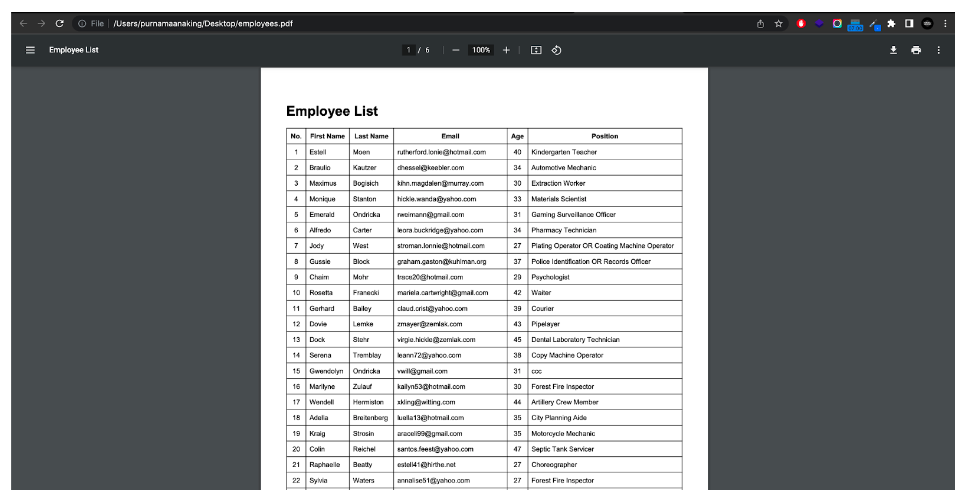 File | /Users/purnamaanaking/Desktop/employees.pdf
Employee List 1 / 6 | − 100% + |
Employee List
No. First Name Last Name Email Age Position
1 Estell Moen rutherford.lonie@hotmail.com 40 Kindergarten Teacher
2 Braulio Kautzer dhessel@keebler.com 34 Automotive Mechanic
3 Maximus Bogisich kihn.magdalen@murray.com 30 Extraction Worker
4 Monique Stanton hickle.wanda@yahoo.com 33 Materials Scientist
5 Emerald Ondricka rweimann@gmail.com 31 Gaming Surveillance Officer
6 Alfredo Carter leora.buckridge@yahoo.com 34 Pharmacy Technician
7 Jody West stroman.lonnie@hotmail.com 27 Plating Operator OR Coating Machine Operator
8 Gussie Block graham.gaston@kuhlman.org 37 Police Identification OR Records Officer
9 Chaim Mohr trace20@hotmail.com 29 Psychologist
10 Rosetta Franecki mariela.cartwright@gmail.com 42 Waiter
11 Gerhard Bailey claud.crist@yahoo.com 39 Courier
12 Dovie Lemke zmayer@zemlak.com 43 Pipelayer
13 Dock Stehr virgie.hickle@zemlak.com 45 Dental Laboratory Technician
14 Serena Tremblay leann72@yahoo.com 38 Copy Machine Operator
15 Gwendolyn Ondricka vwill@gmail.com 31 ccc
16 Marilyne Zulauf kailyn53@hotmail.com 30 Forest Fire Inspector
17 Wendell Hermiston xkling@witting.com 44 Artillery Crew Member
18 Adella Breitenberg luella13@hotmail.com 35 City Planning Aide
19 Kraig Strosin araceli99@gmail.com 35 Motorcycle Mechanic
20 Colin Reichel santos.feest@yahoo.com 47 Septic Tank Servicer
21 Raphaelle Beatty estell41@hirthe.net 27 Choreographer
22 Sylvia Waters annalise51@yahoo.com 27 Forest Fire Inspector